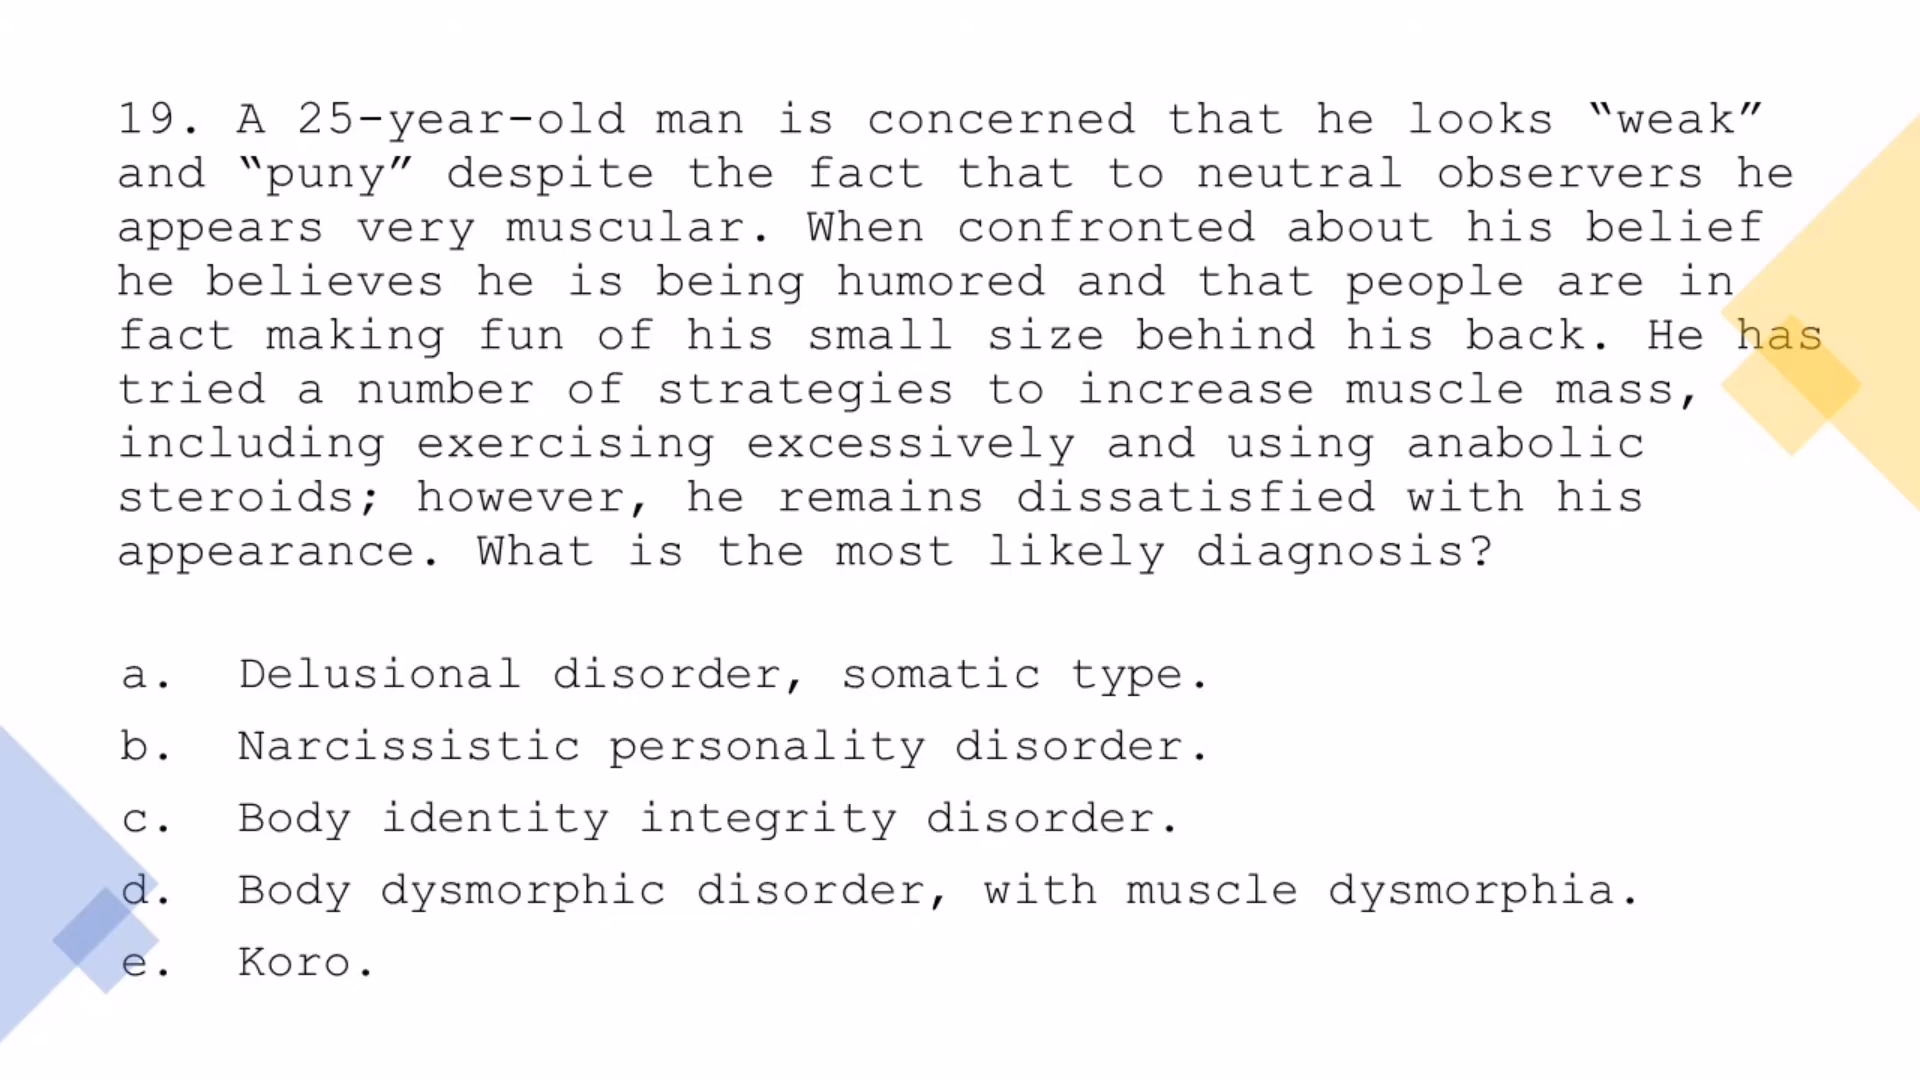 19. A 25-year-old man is concerned that he looks “weak”
and “puny” despite the fact that to neutral observers he
appears very muscular. When confronted about his belief
he believes he is being humored and that people are in
fact making fun of his small size behind his back. He has
tried a number of strategies to increase muscle mass,
including exercising excessively and using anabolic
steroids; however, he remains dissatisfied with his
appearance. What is the most likely diagnosis?
a. Delusional disorder, somatic type.
b. Narcissistic personality disorder.
c. Body identity integrity disorder.
d. Body dysmorphic disorder, with muscle dysmorphia.
e. Koro.